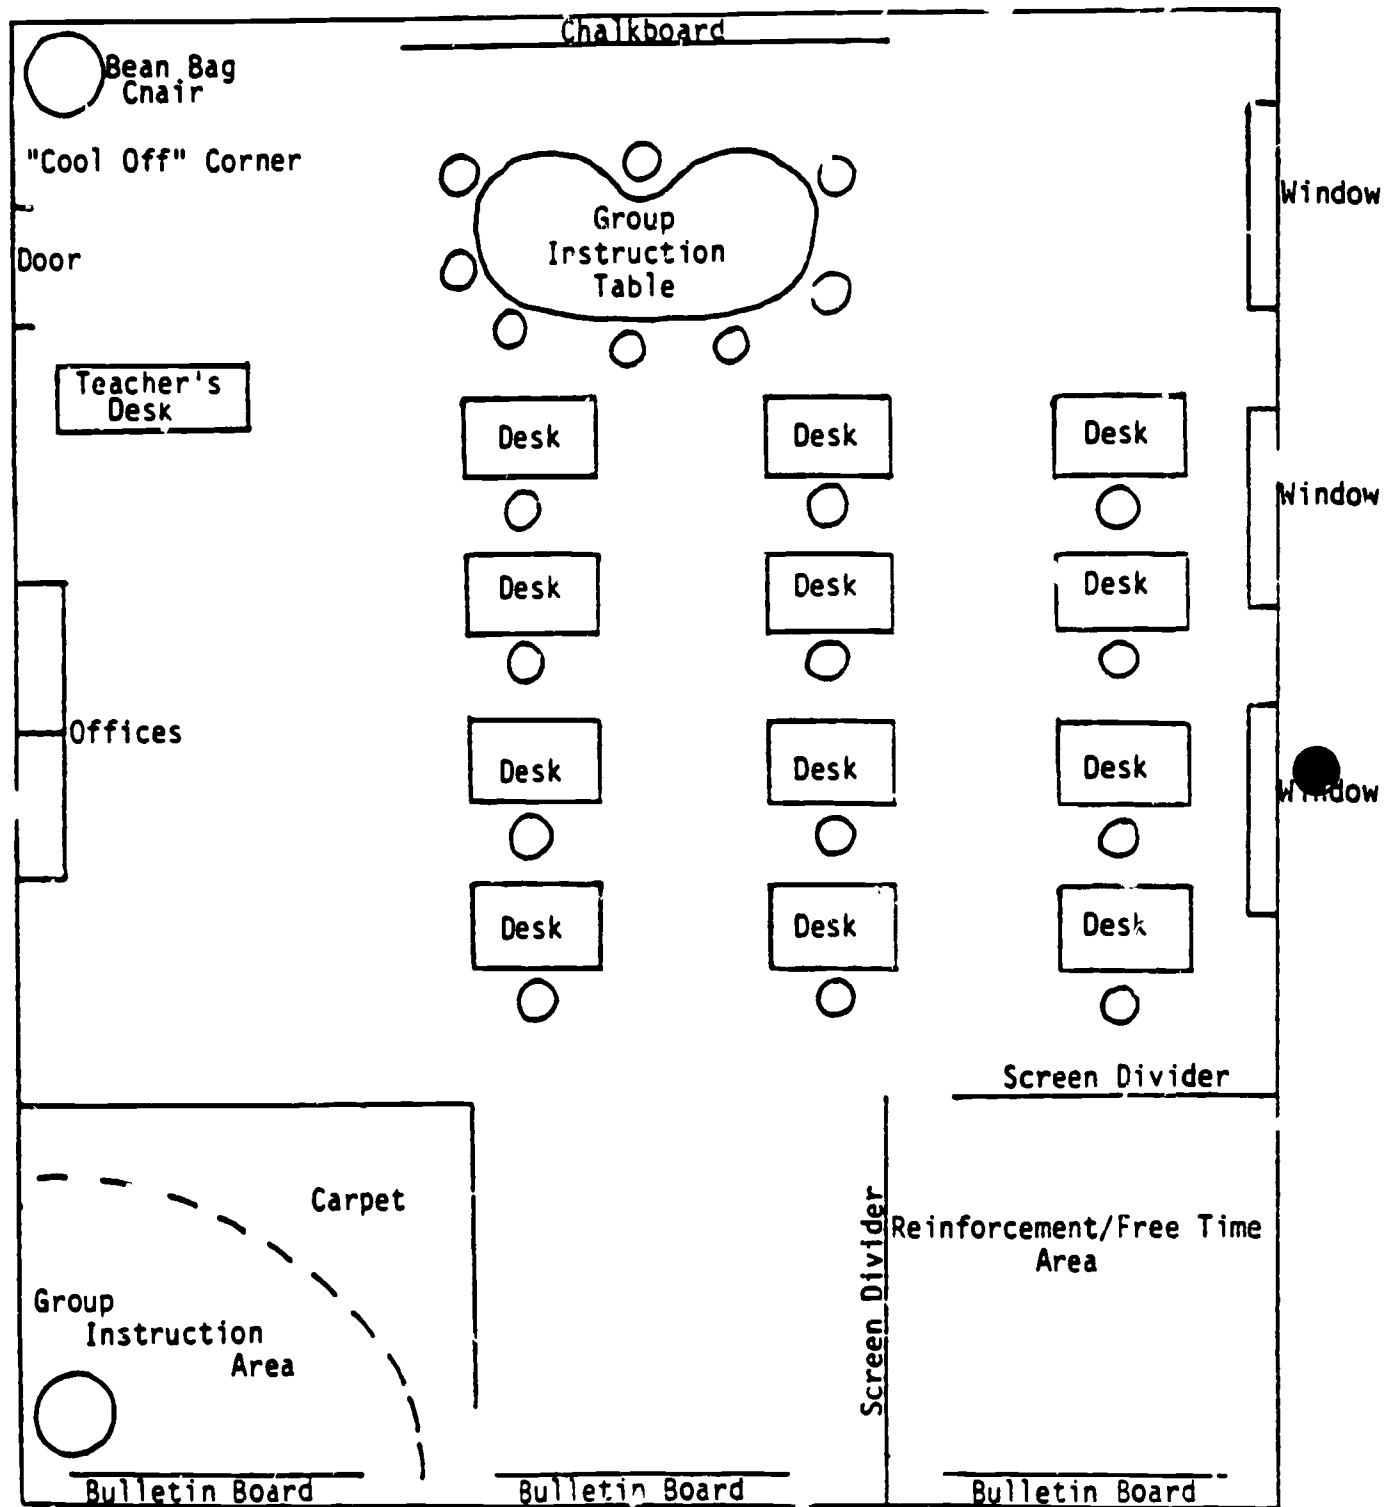 Chalkboard
Bean Bag
Chair
"Cool Off" Corner
Window
Group
Instruction
Table
Door
Teacher's
Desk
Desk
Desk
Desk
Window
Desk
Desk
Desk
Offices
Desk
Desk
Desk
Window
Desk
Desk
Desk
Screen Divider
Carpet
Screen Divider
Reinforcement/Free Time
Area
Group
Instruction
Area
Bulletin Board
Bulletin Board
Bulletin Board